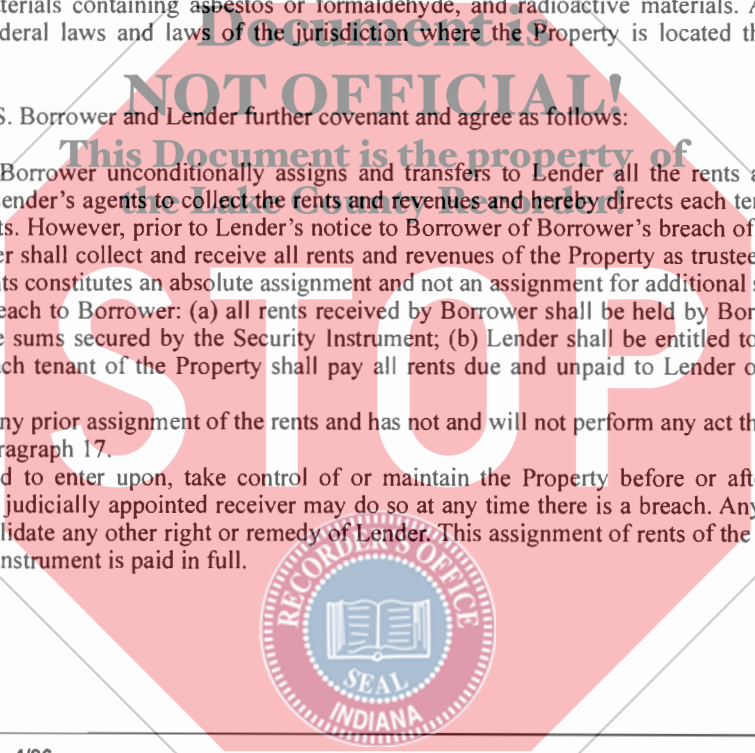 terials containing asbestos or formaldehyde, and radioactive materials. A
Document is
deral laws and laws of the jurisdiction where the Property is located th
NOT OFFICIAL!
S. Borrower and Lender further covenant and agree as follows:
This Document is the property of
Borrower unconditionally assigns and transfers to Lender all the rents a
the Lake County Recorder!
ender's agents to collect the rents and revenues and hereby directs each ten
ts. However, prior to Lender's notice to Borrower of Borrower's breach of
er shall collect and receive all rents and revenues of the Property as trustee
nts constitutes an absolute assignment and not an assignment for additional s
each to Borrower: (a) all rents received by Borrower shall be held by Bor
e sums secured by the Security Instrument; (b) Lender shall be entitled to
ch tenant of the Property shall pay all rents due and unpaid to Lender o
STOP
ny prior assignment of the rents and has not and will not perform any act th
ragraph 17.
d to enter upon, take control of or maintain the Property before or afte
judicially appointed receiver may do so at any time there is a breach. Any
lidate any other right or remedy of Lender. This assignment of rents of the
nstrument is paid in full.
RECORDER'S OFFICE
SEAL
INDIANA